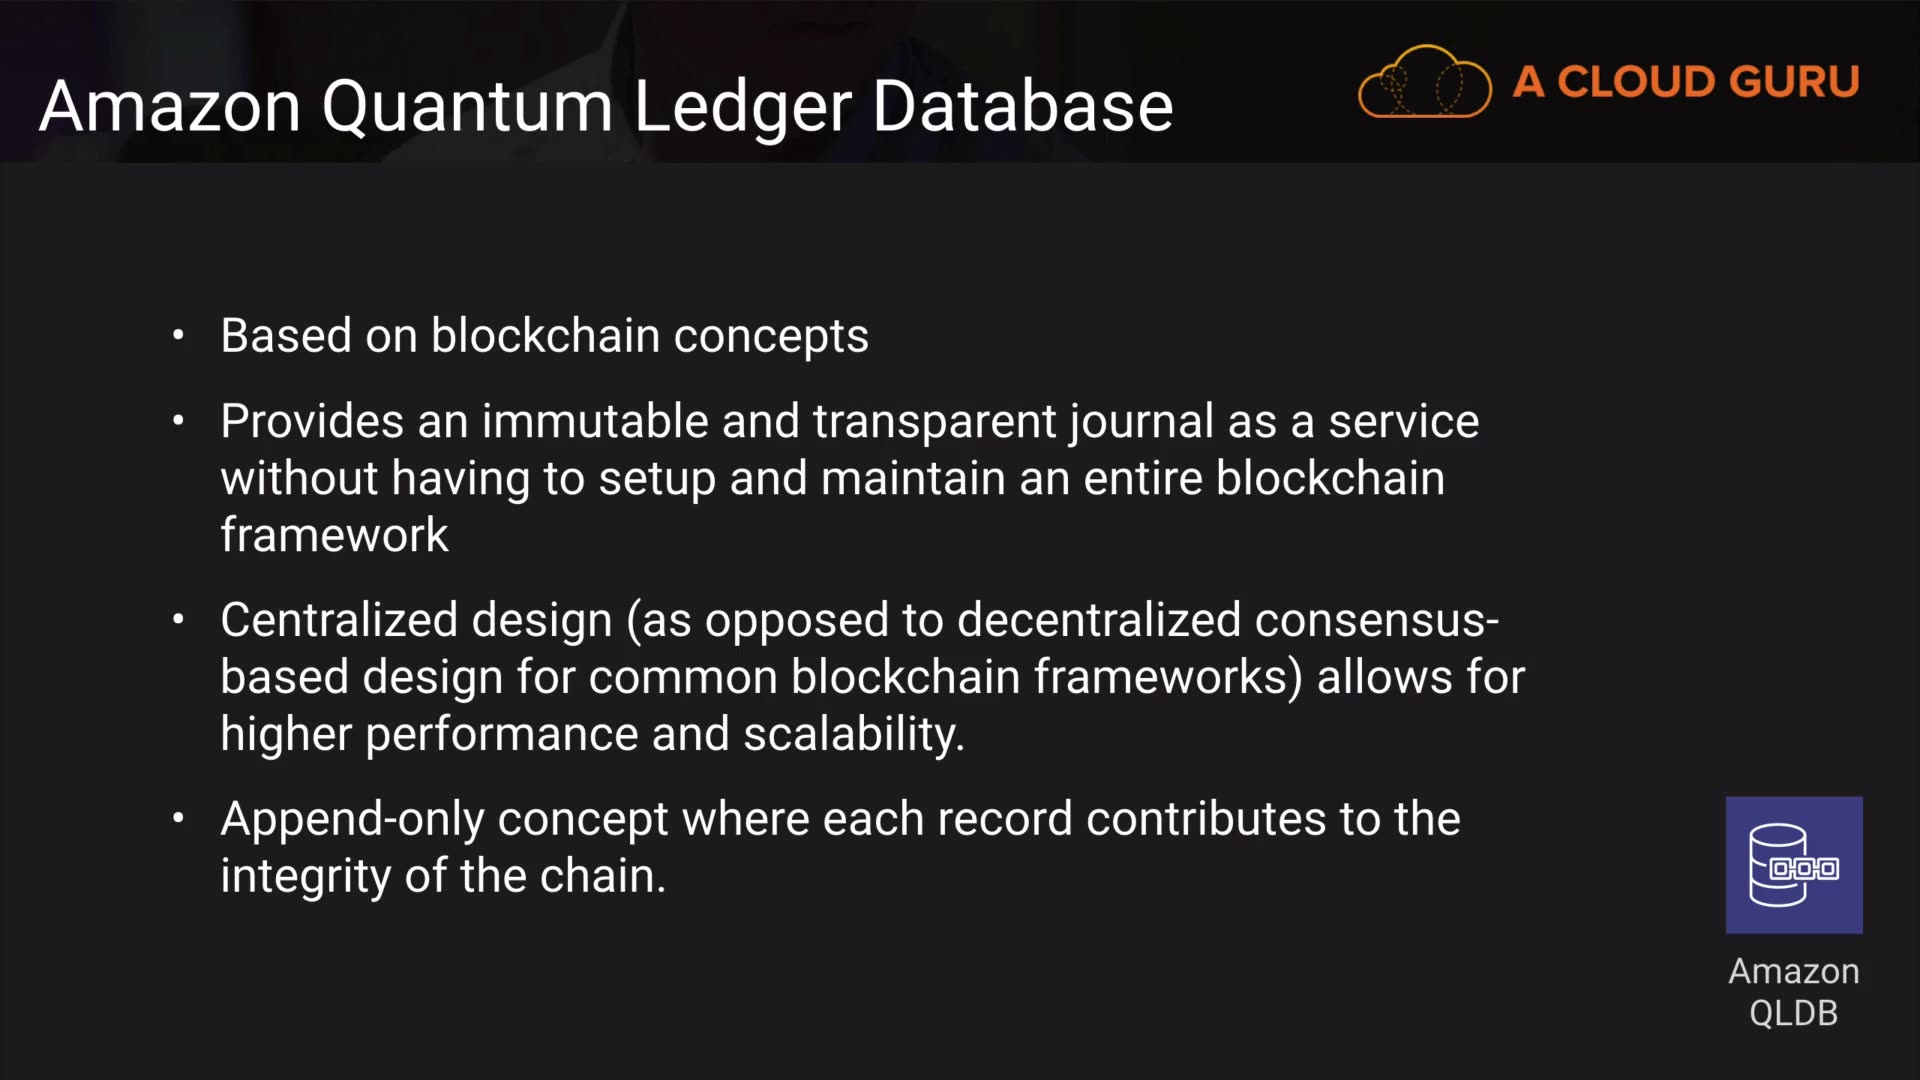 Amazon Quantum Ledger Database
A CLOUD GURU
• Based on blockchain concepts
• Provides an immutable and transparent journal as a service
without having to setup and maintain an entire blockchain
framework
• Centralized design (as opposed to decentralized consensus-
based design for common blockchain frameworks) allows for
higher performance and scalability.
• Append-only concept where each record contributes to the
integrity of the chain.
Amazon
QLDB